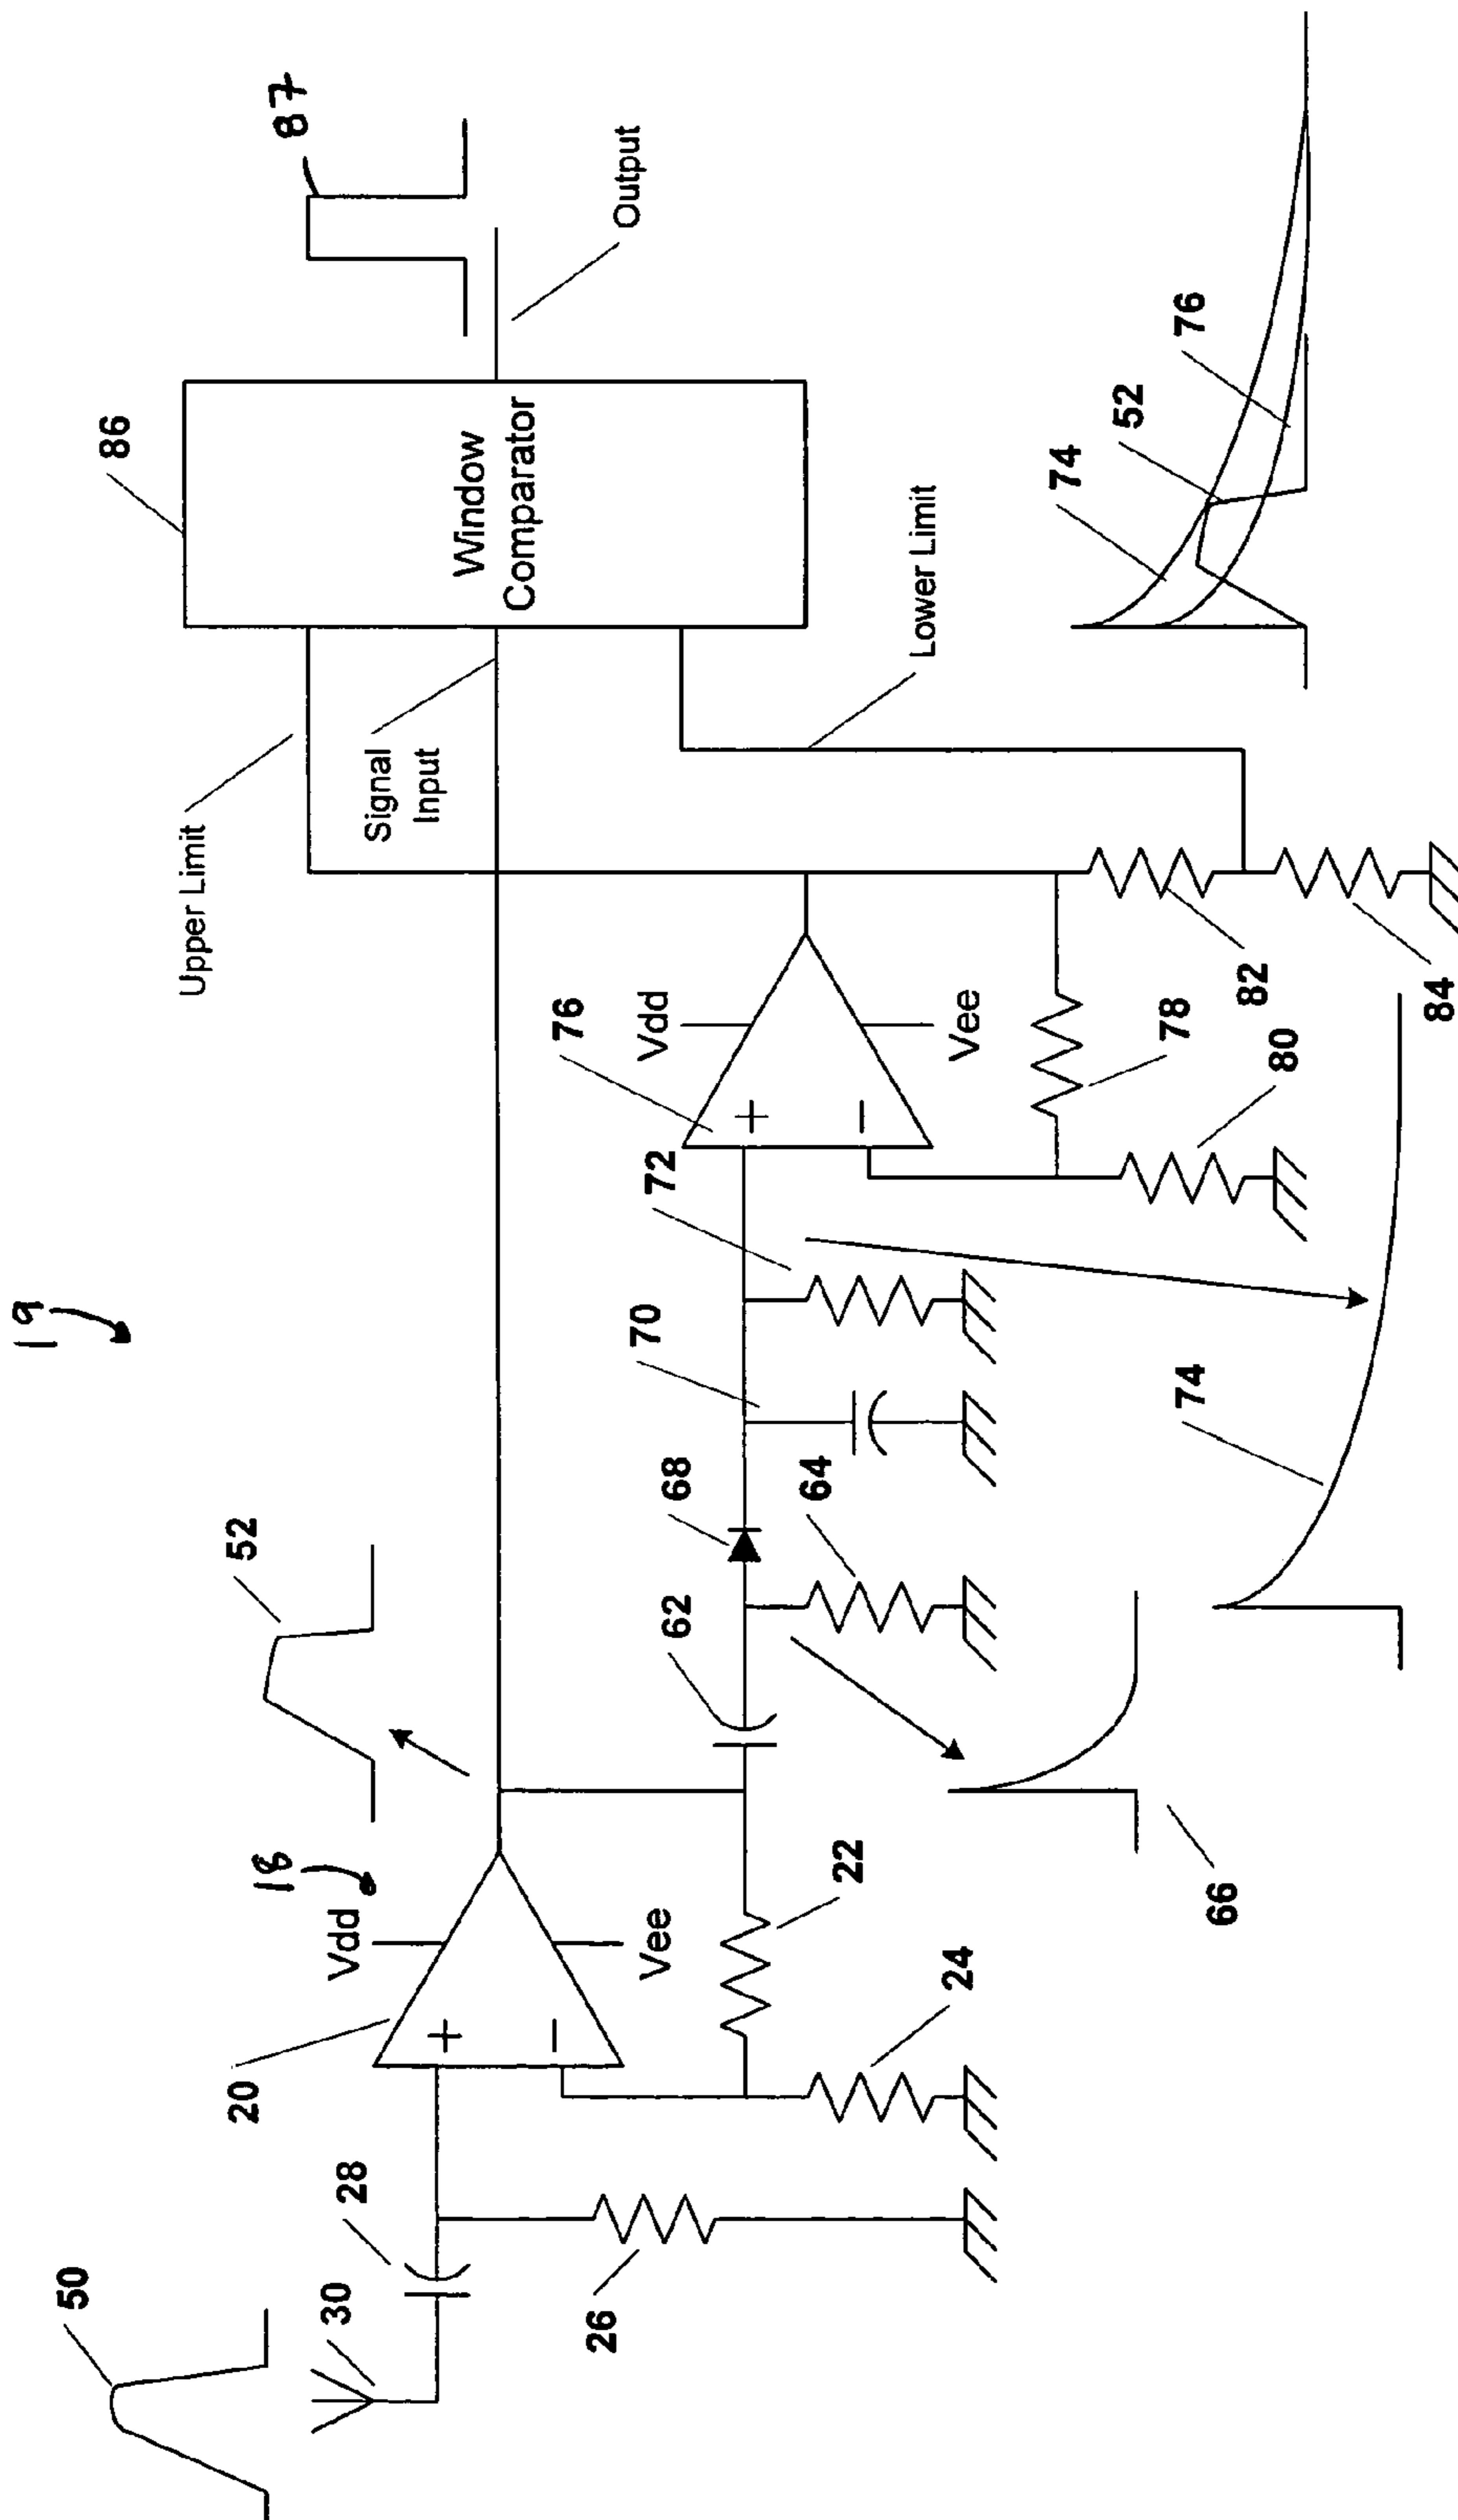 19
50
87
86
Upper Limit
52
20
18
30
28
Vdd
Signal
Input
+
−
Window
Comparator
76
26
Output
Vee
Vdd
70
72
62
68
+
−
64
22
Lower Limit
24
Vee
74
52
78
74
76
66
82
80
84